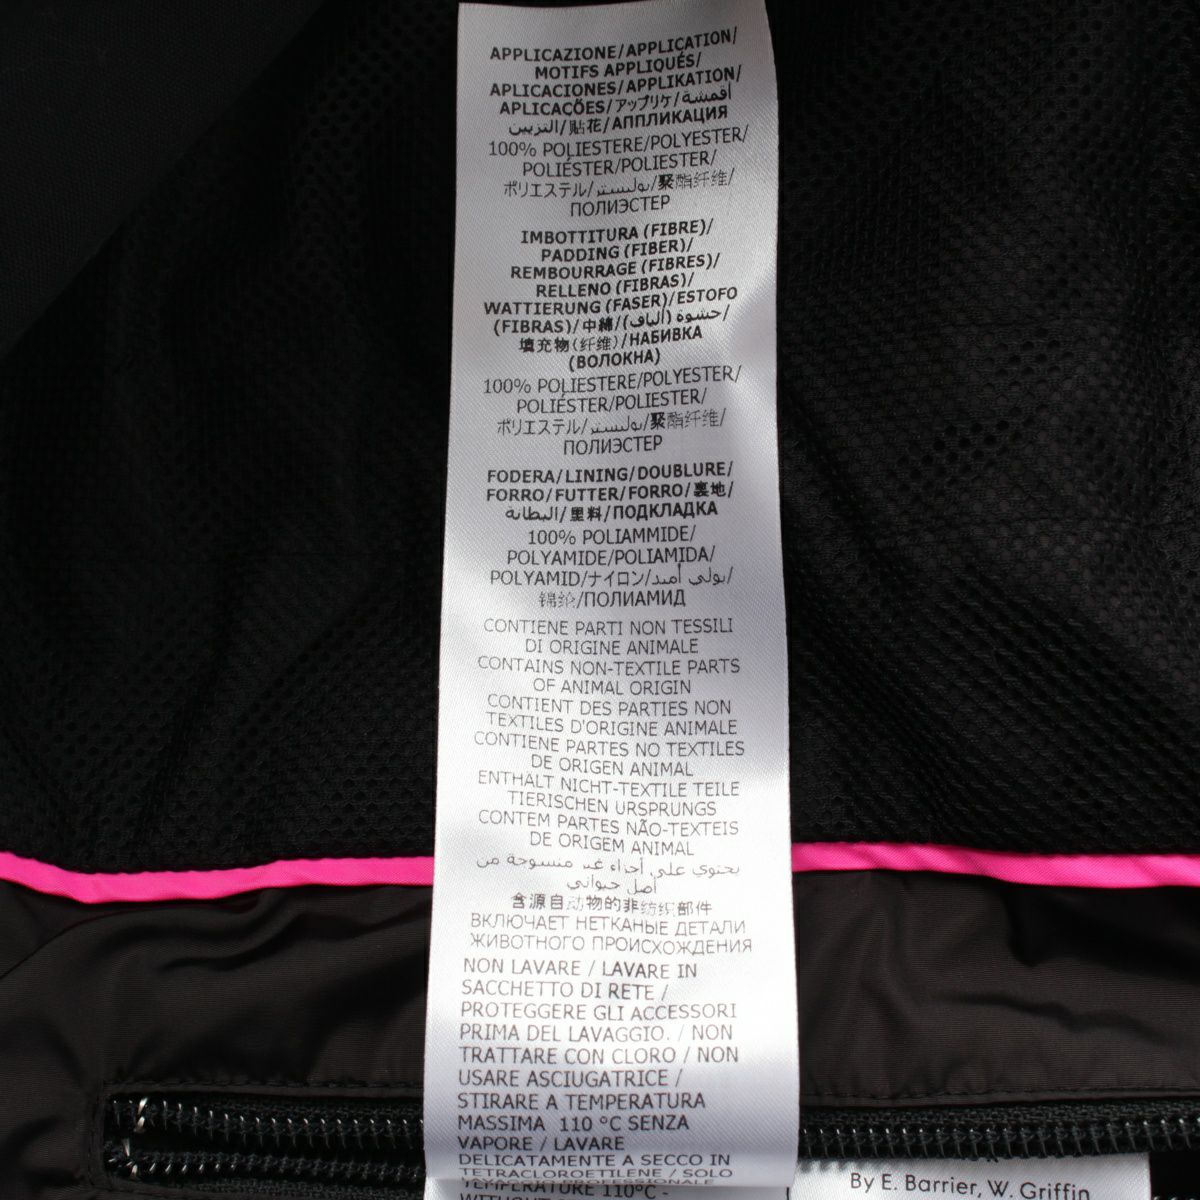 APPLICAZIONE/APPLICATION/
MOTIFS APPLIQUÉS/
APLICACIONES/APPLIKATION/
APLICAÇÕES/アップリケ/أقمشة
التزيين/贴花/АППЛИКАЦИЯ
100% POLIESTERE/POLYESTER/
POLIÉSTER/POLIESTER/
ポリエステル/بوليستر/聚酯纤维/
ПОЛИЭСТЕР
IMBOTTITURA (FIBRE)/
PADDING (FIBER)/
REMBOURRAGE (FIBRES)/
RELLENO (FIBRAS)/
WATTIERUNG (FASER)/ESTOFO
(FIBRAS)/中綿/حشوة (ألياف)/
填充物(纤维)/НАБИВКА
(ВОЛОКНА)
100% POLIESTERE/POLYESTER/
POLIÉSTER/POLIESTER/
ポリエステル/بوليستر/聚酯纤维/
ПОЛИЭСТЕР
FODERA/LINING/DOUBLURE/
FORRO/FUTTER/FORRO/裏地/
البطانة/里料/ПОДКЛАДКА
100% POLIAMMIDE/
POLYAMIDE/POLIAMIDA/
POLYAMID/ナイロン/بولي أميد/
锦纶/ПОЛИАМИД
CONTIENE PARTI NON TESSILI
DI ORIGINE ANIMALE
CONTAINS NON-TEXTILE PARTS
OF ANIMAL ORIGIN
CONTIENT DES PARTIES NON
TEXTILES D'ORIGINE ANIMALE
CONTIENE PARTES NO TEXTILES
DE ORIGEN ANIMAL
ENTHÄLT NICHT-TEXTILE TEILE
TIERISCHEN URSPRUNGS
CONTEM PARTES NÃO-TEXTEIS
DE ORIGEM ANIMAL
يحتوي على أجزاء غير منسوجة من
أصل حيواني
含源自动物的非纺织部件
ВКЛЮЧАЕТ НЕТКАНЫЕ ДЕТАЛИ
ЖИВОТНОГО ПРОИСХОЖДЕНИЯ
NON LAVARE / LAVARE IN
SACCHETTO DI RETE /
PROTEGGERE GLI ACCESSORI
PRIMA DEL LAVAGGIO. / NON
TRATTARE CON CLORO / NON
USARE ASCIUGATRICE /
STIRARE A TEMPERATURA
MASSIMA 110 °C SENZA
VAPORE / LAVARE
DELICATAMENTE A SECCO IN
TETRACLOROETILENE / SOLO
TEMPERATURE 110°C -
WITHOUT
By E. Barrier, W. Griffin